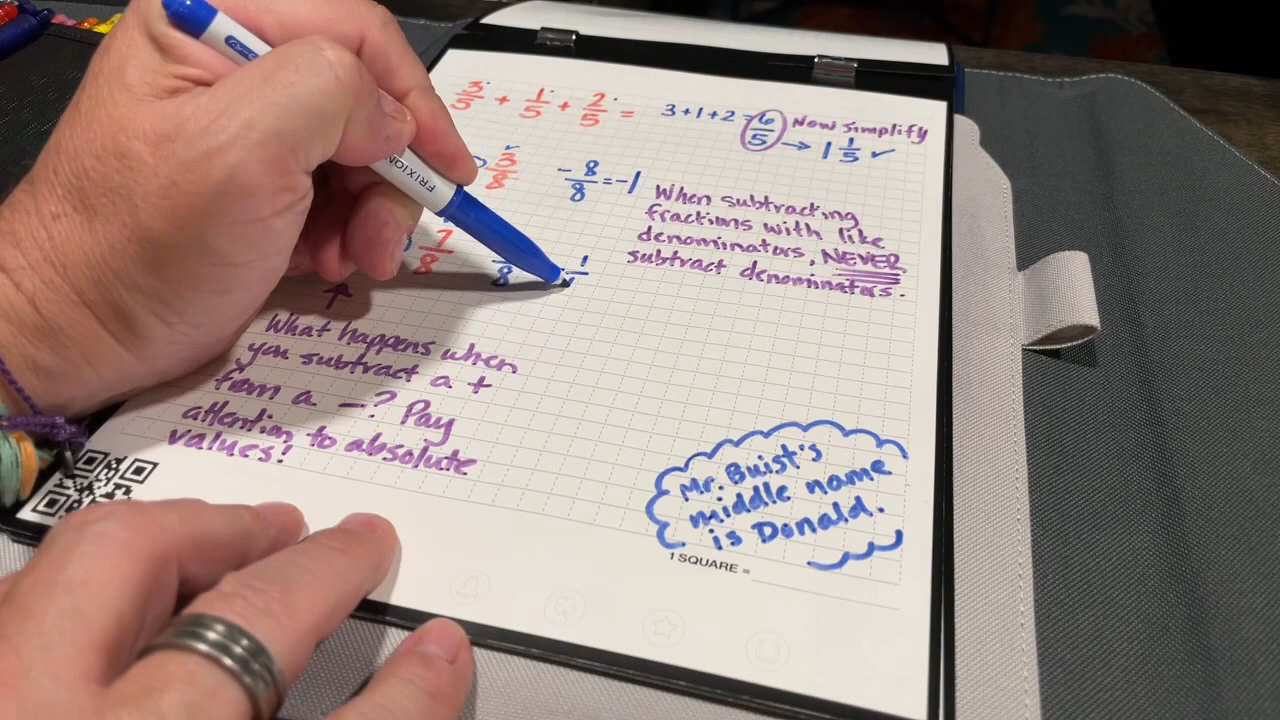 3/5 + 1/5 + 2/5 = 3+1+2 = 6/5 → 1 1/5 ✓
Now simplify
3/8 -8/8 = -1
7/8 8 1
When subtracting
fractions with like
denominators, NEVER
subtract denominators.
What happens when
you subtract a +
from a -? Pay
attention to absolute
values!
Mr. Buist's
middle name
is Donald.
1 SQUARE =
FRIXION